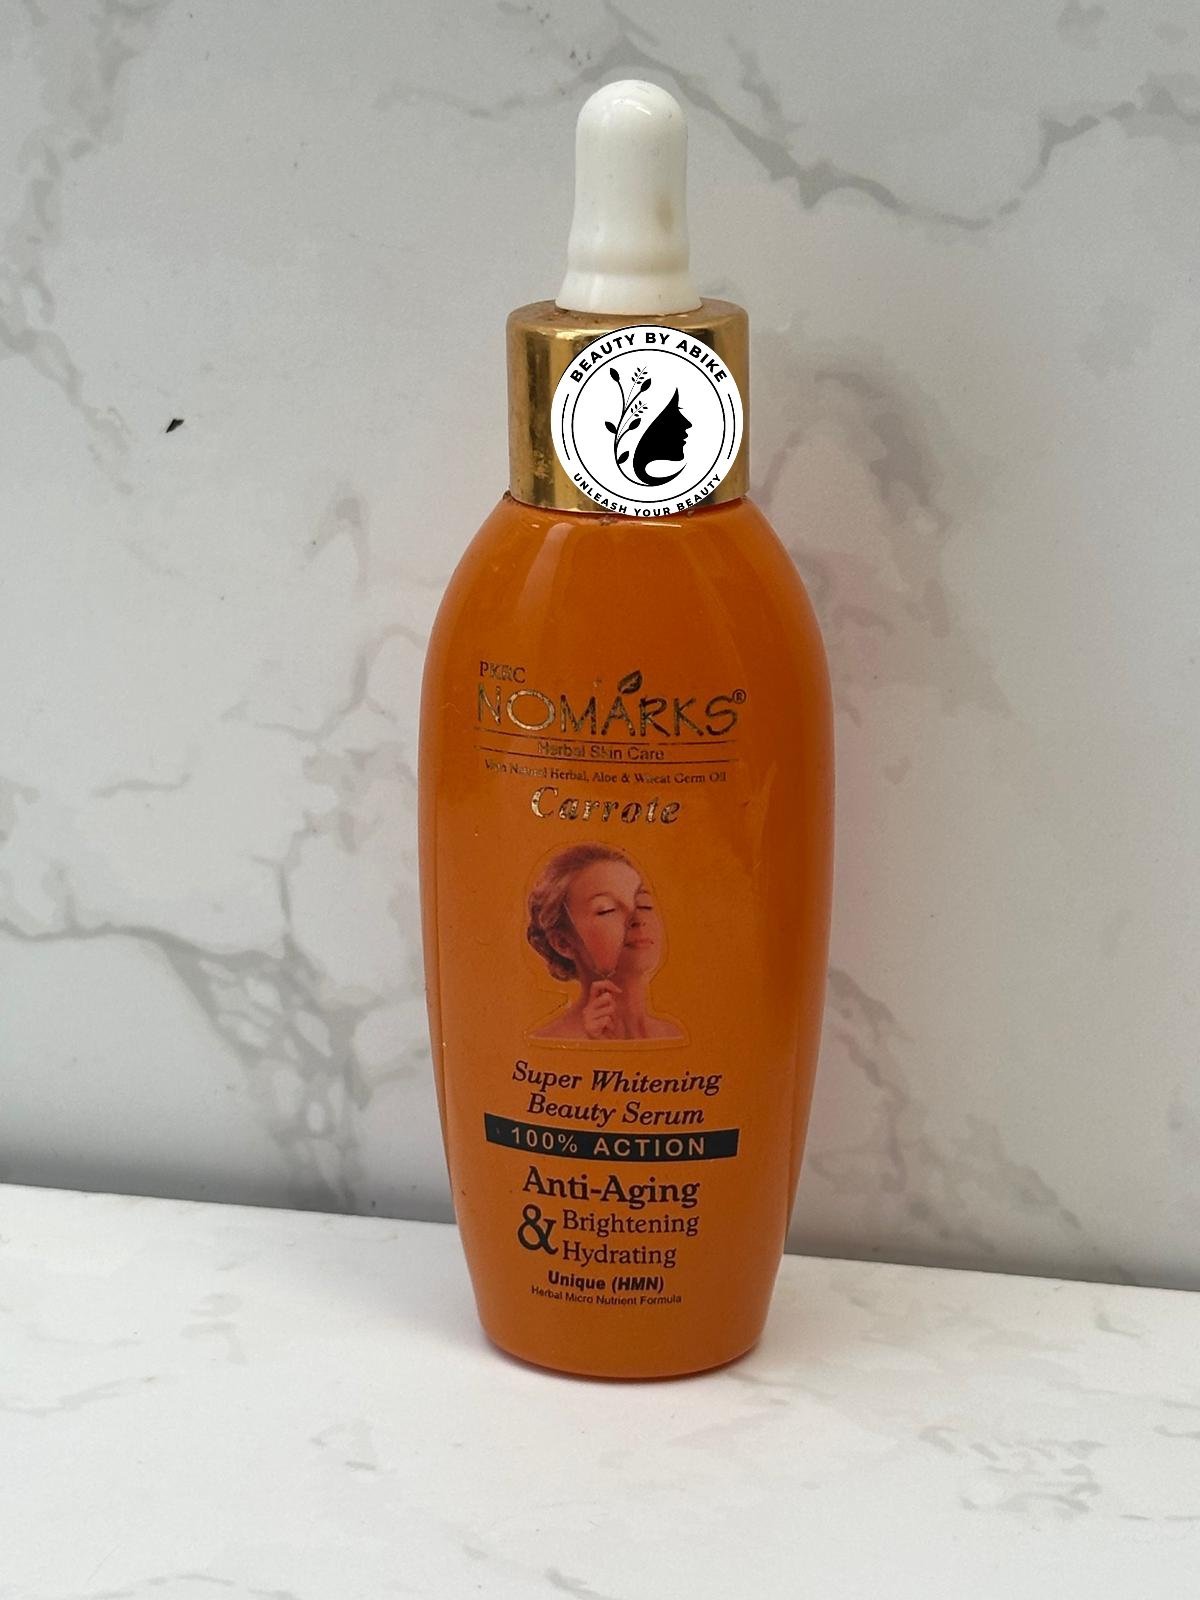 BEAUTY BY ABIKE
UNLEASH YOUR BEAUTY
PKRC
NOMARKS®
Herbal Skin Care
With Natural Herbal, Aloe & Wheat Germ Oil
Carrote
Super Whitening
Beauty Serum
100% ACTION
Anti-Aging
& Brightening
Hydrating
Unique (HMN)
Herbal Micro Nutrient Formula